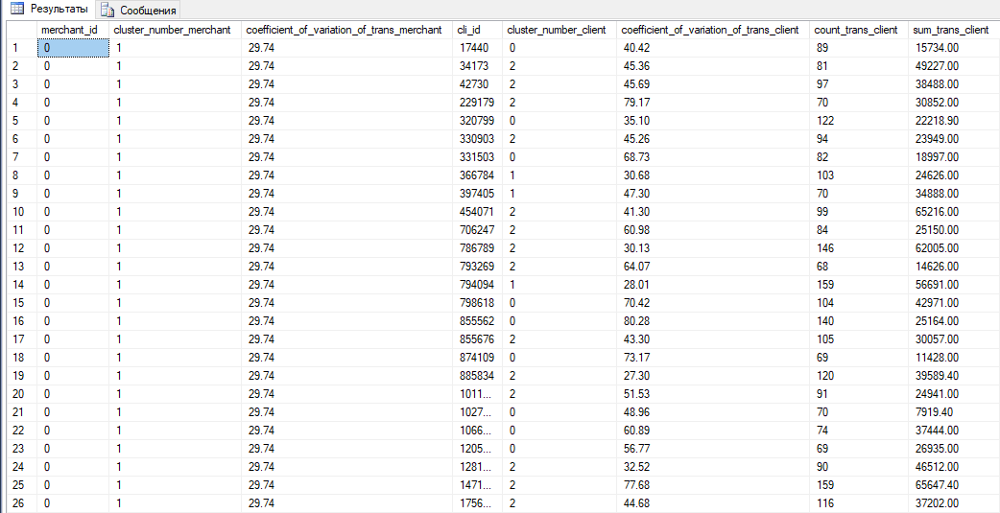 Результаты Сообщения
merchant_id cluster_number_merchant coefficient_of_variation_of_trans_merchant cli_id cluster_number_client coefficient_of_variation_of_trans_client count_trans_client sum_trans_client
1 0 1 29.74 17440 0 40.42 89 15734.00
2 0 1 29.74 34173 2 45.36 81 49227.00
3 0 1 29.74 42730 2 45.69 97 38488.00
4 0 1 29.74 229179 2 79.17 70 30852.00
5 0 1 29.74 320799 0 35.10 122 22218.90
6 0 1 29.74 330903 2 45.26 94 23949.00
7 0 1 29.74 331503 0 68.73 82 18997.00
8 0 1 29.74 366784 1 30.68 103 24626.00
9 0 1 29.74 397405 1 47.30 70 34888.00
10 0 1 29.74 454071 2 41.30 99 65216.00
11 0 1 29.74 706247 2 60.98 84 25150.00
12 0 1 29.74 786789 2 30.13 146 62005.00
13 0 1 29.74 793269 2 64.07 68 14626.00
14 0 1 29.74 794094 1 28.01 159 56691.00
15 0 1 29.74 798618 0 70.42 104 42971.00
16 0 1 29.74 855562 0 80.28 140 25164.00
17 0 1 29.74 855676 2 43.30 105 30057.00
18 0 1 29.74 874109 0 73.17 69 11428.00
19 0 1 29.74 885834 2 27.30 120 39589.40
20 0 1 29.74 1011... 2 51.53 91 24941.00
21 0 1 29.74 1027... 0 48.96 70 7919.40
22 0 1 29.74 1066... 0 60.89 74 37444.00
23 0 1 29.74 1205... 0 56.77 69 26935.00
24 0 1 29.74 1281... 2 32.52 90 46512.00
25 0 1 29.74 1471... 2 77.68 159 65647.40
26 0 1 29.74 1756... 2 44.68 116 37202.00